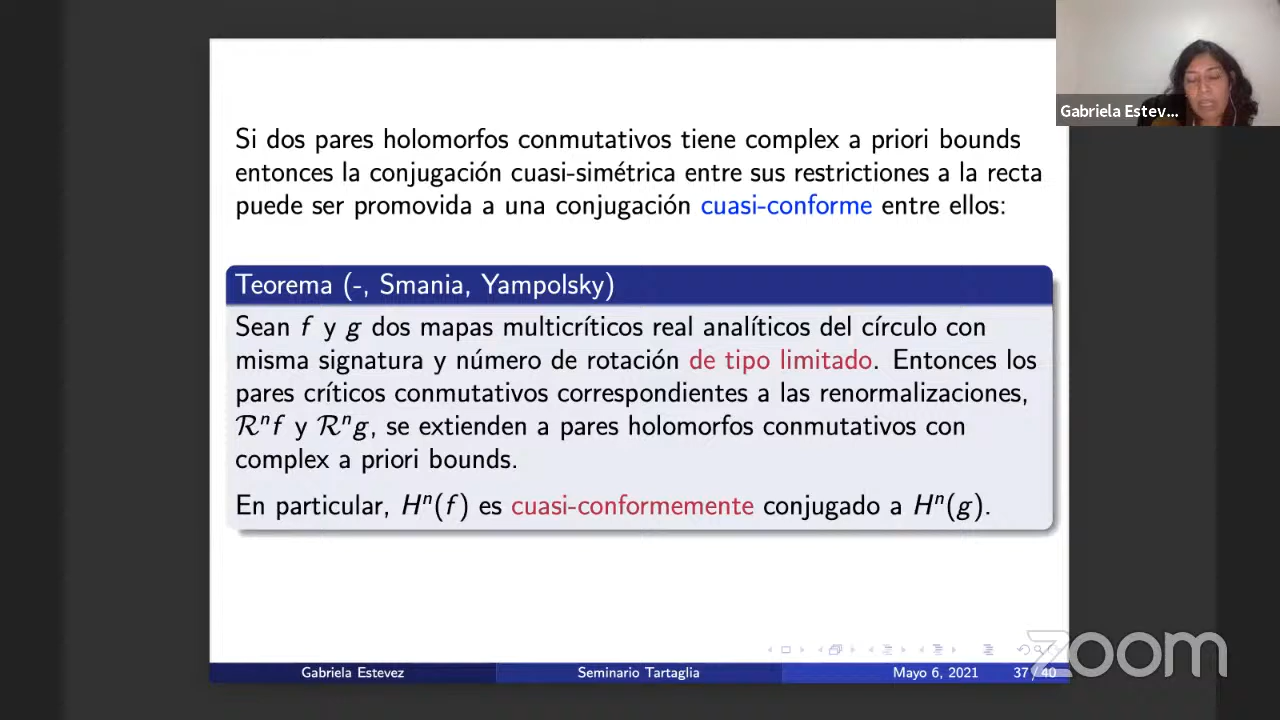 Gabriela Estev...
Si dos pares holomorfos conmutativos tiene complex a priori bounds
entonces la conjugación cuasi-simétrica entre sus restricciones a la recta
puede ser promovida a una conjugación cuasi-conforme entre ellos:
Teorema (-, Smania, Yampolsky)
Sean f y g dos mapas multicríticos real analíticos del círculo con
misma signatura y número de rotación de tipo limitado. Entonces los
pares críticos conmutativos correspondientes a las renormalizaciones,
ℛⁿf y ℛⁿg, se extienden a pares holomorfos conmutativos con
complex a priori bounds.
En particular, Hⁿ(f) es cuasi-conformemente conjugado a Hⁿ(g).
zoom
Gabriela Estevez Seminario Tartaglia Mayo 6, 2021 37 / 40